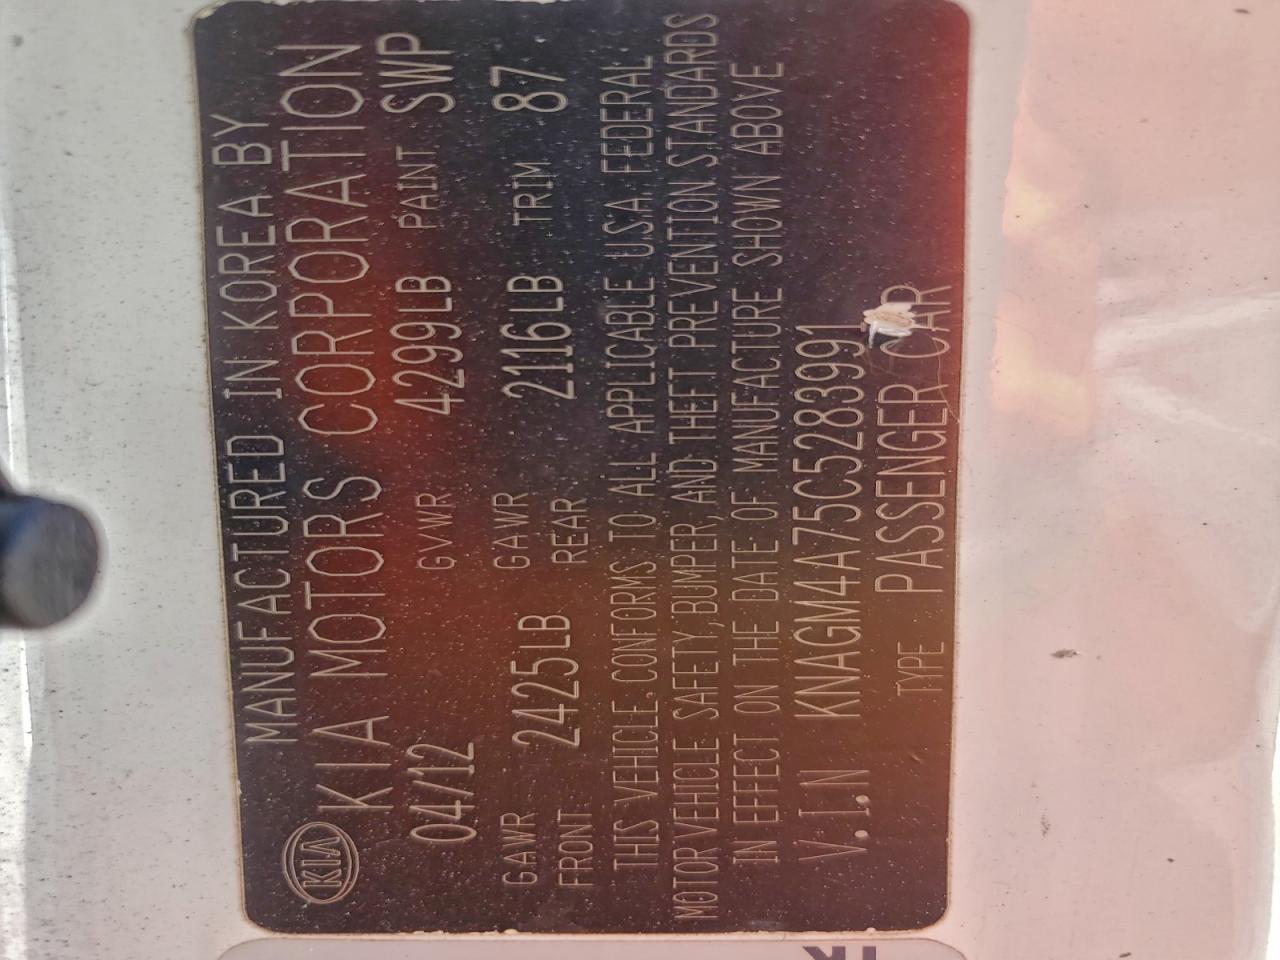 MANUFACTURED IN KOREA BY
KIA KIA MOTORS CORPORATION
04/12 GVWR 4299LB PAINT SWP
GAWR FRONT 2425LB GAWR REAR 2116LB TRIM 87
THIS VEHICLE CONFORMS TO ALL APPLICABLE U.S.A. FEDERAL
MOTOR VEHICLE SAFETY, BUMPER, AND THEFT PREVENTION STANDARDS
IN EFFECT ON THE DATE OF MANUFACTURE SHOWN ABOVE
V.I.N KNAGM4A75C5283991
TYPE PASSENGER CAR